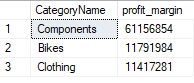 CategoryName profit_margin
1 Components 61156854
2 Bikes 11791984
3 Clothing 11417281